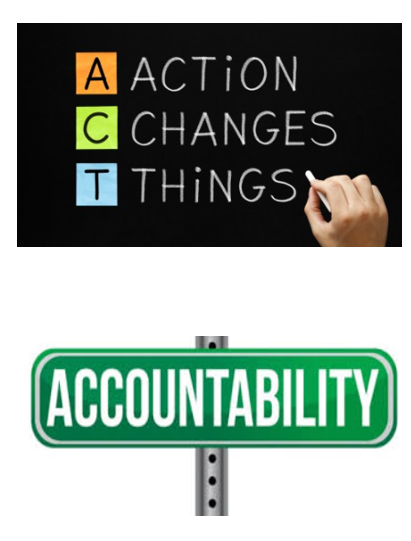 A ACTiON
C CHANGES
T THiNGS
ACCOUNTABILITY